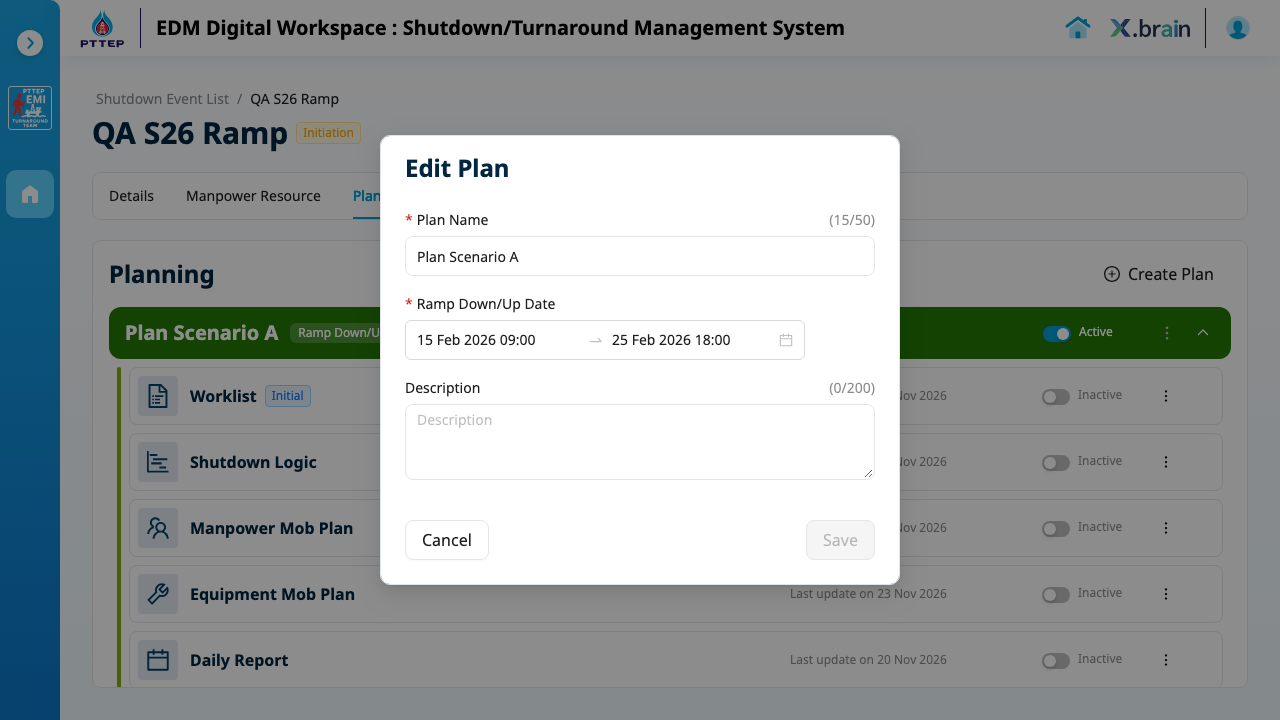 PTTEP
EDM Digital Workspace : Shutdown/Turnaround Management System
X.brain
PTTEP
EMI
TURNAROUND
TEAM
Shutdown Event List / QA S26 Ramp
QA S26 Ramp Initiation
Details Manpower Resource Plan
Planning
Create Plan
Plan Scenario A Ramp Down/U
Active
Worklist Initial
Nov 2026 Inactive
Shutdown Logic
Nov 2026 Inactive
Manpower Mob Plan
Nov 2026 Inactive
Equipment Mob Plan Last update on 23 Nov 2026 Inactive
Daily Report Last update on 20 Nov 2026 Inactive
Edit Plan
* Plan Name (15/50)
Plan Scenario A
* Ramp Down/Up Date
15 Feb 2026 09:00 → 25 Feb 2026 18:00
Description (0/200)
Description
Cancel Save